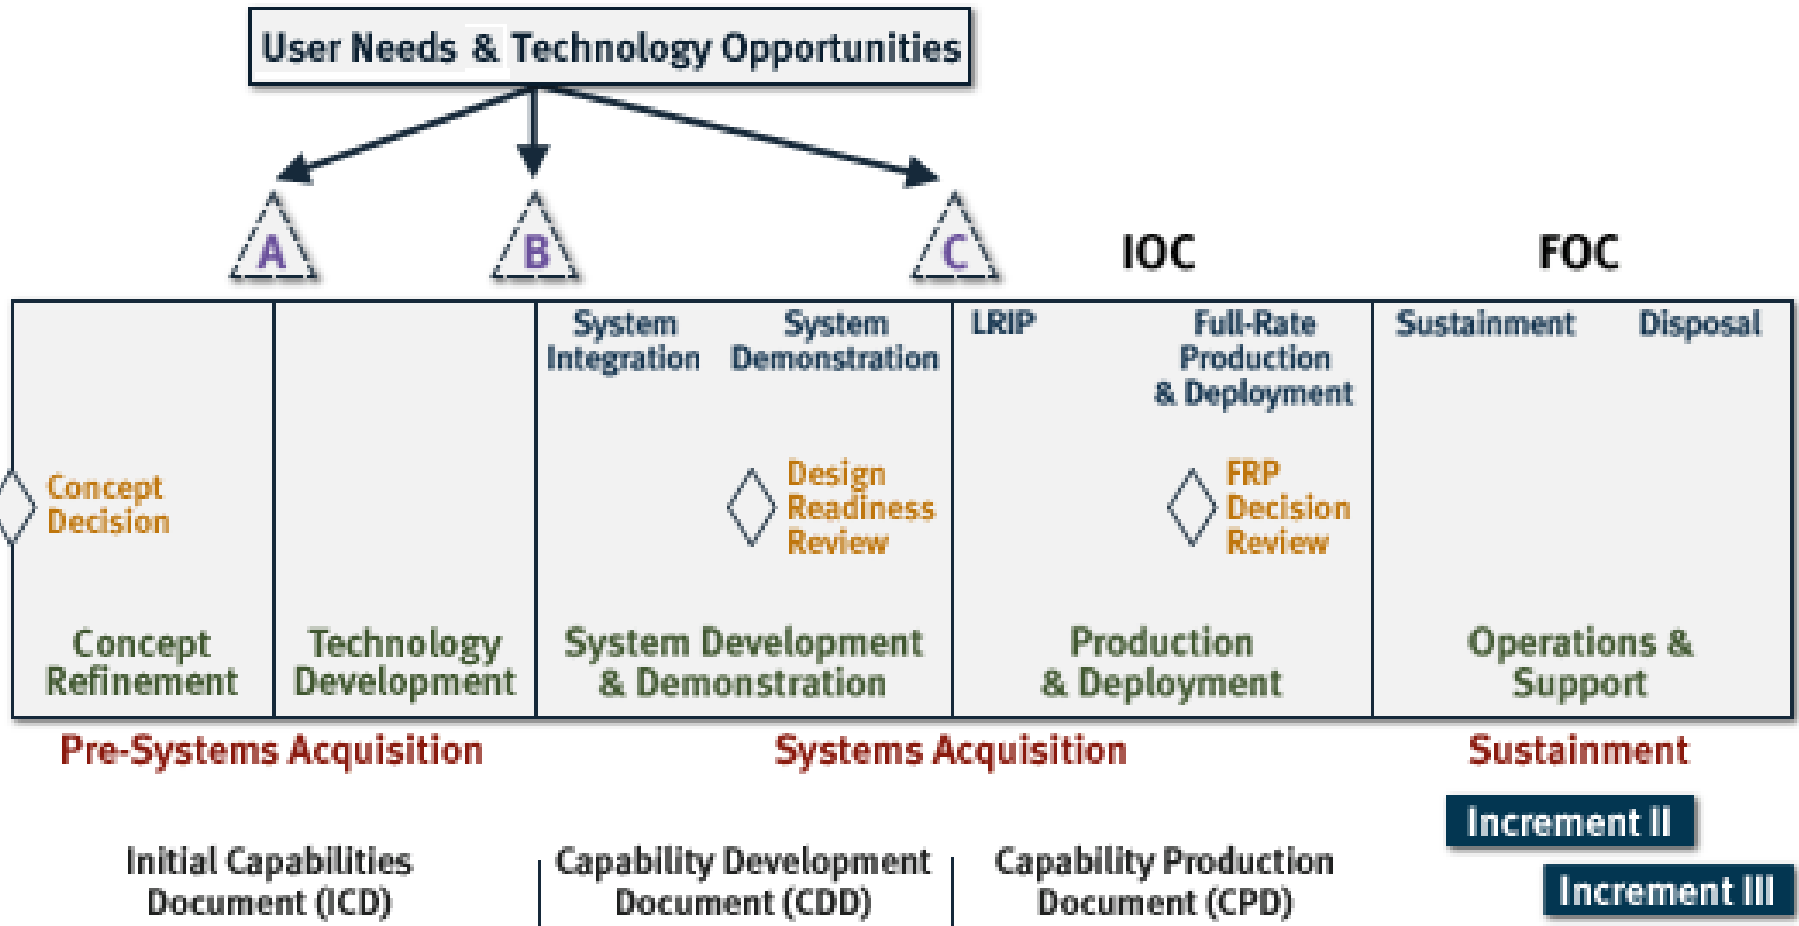 User Needs & Technology Opportunities
A
B
C
IOC
FOC
System
Integration
System
Demonstration
LRIP
Full-Rate
Production
& Deployment
Sustainment
Disposal
Concept
Decision
Design
Readiness
Review
FRP
Decision
Review
Concept
Refinement
Technology
Development
System Development
& Demonstration
Production
& Deployment
Operations &
Support
Pre-Systems Acquisition
Systems Acquisition
Sustainment
Increment II
Increment III
Initial Capabilities
Document (ICD)
Capability Development
Document (CDD)
Capability Production
Document (CPD)